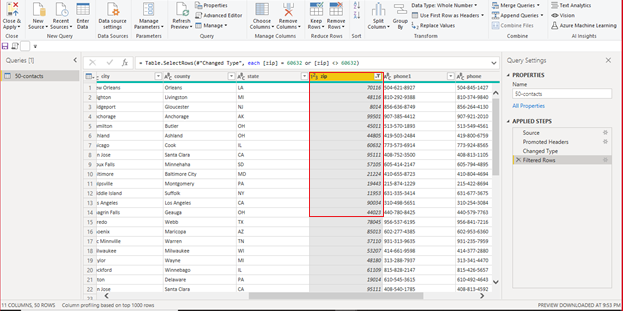 Close & Apply
New Source
Recent Sources
Enter Data
Data source settings
Manage Parameters
Refresh Preview
Properties
Advanced Editor
Manage
Choose Columns
Remove Columns
Keep Rows
Remove Rows
Split Column
Group By
Data Type: Whole Number
Use First Row as Headers
Replace Values
Merge Queries
Append Queries
Combine Files
Text Analytics
Vision
Azure Machine Learning
Close
New Query
Data Sources
Parameters
Query
Manage Columns
Reduce Rows
Sort
Transform
Combine
AI Insights
Queries [1]
50-contacts
= Table.SelectRows(#"Changed Type", each [zip] = 60632 or [zip] <> 60632)
city county state zip phone1 phone
1 ew Orleans Orleans LA 70116 504-621-8927 504-845-1427
2 ighton Livingston MI 48116 810-292-9388 810-374-9840
3 idgeport Gloucester NJ 8014 856-636-8749 856-264-4130
4 nchorage Anchorage AK 99501 907-385-4412 907-921-2010
5 milton Butler OH 45011 513-570-1893 513-549-4561
6 shland Ashland OH 44805 419-503-2484 419-800-6759
7 icago Cook IL 60632 773-573-6914 773-924-8565
8 n Jose Santa Clara CA 95111 408-752-3500 408-813-1105
9 oux Falls Minnehaha SD 57105 605-414-2147 605-794-4895
10 ltimore Baltimore City MD 21224 410-655-8723 410-804-4694
11 lpsville Montgomery PA 19443 215-874-1229 215-422-8694
12 iddle Island Suffolk NY 11953 631-335-3414 631-677-3675
13 os Angeles Los Angeles CA 90034 310-498-5651 310-254-3084
14 agrin Falls Geauga OH 44023 440-780-8425 440-579-7763
15 redo Webb TX 78045 956-537-6195 956-841-7216
16 oenix Maricopa AZ 85013 602-277-4385 602-953-6360
17 c Minnville Warren TN 37110 931-313-9635 931-235-7959
18 ilwaukee Milwaukee WI 53207 414-661-9598 414-377-2880
19 ylor Wayne MI 48180 313-288-7937 313-341-4470
20 ckford Winnebago IL 61109 815-828-2147 815-426-5657
21 ton Delaware PA 19014 610-545-3615 610-492-4643
22 n Jose Santa Clara CA 95111 408-540-1785 408-813-4592
23
Query Settings
PROPERTIES
Name
50-contacts
All Properties
APPLIED STEPS
Source
Promoted Headers
Changed Type
Filtered Rows
11 COLUMNS, 50 ROWS Column profiling based on top 1000 rows
PREVIEW DOWNLOADED AT 9:53 PM